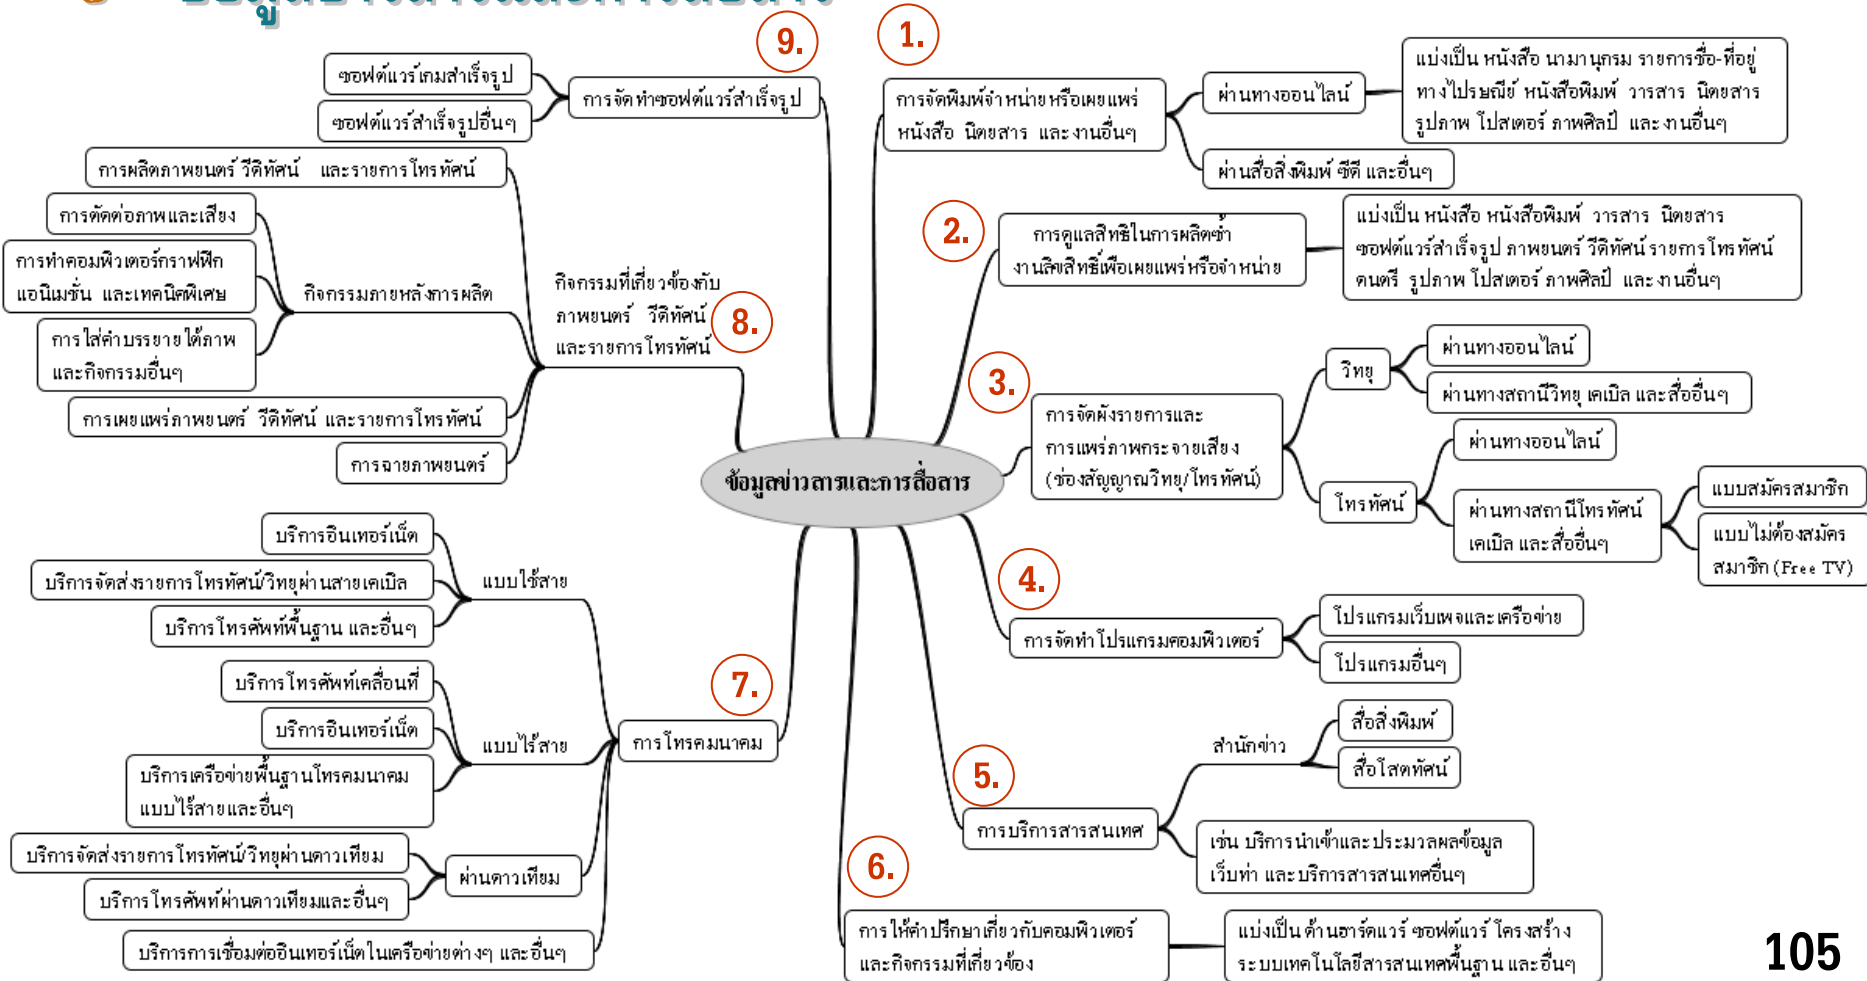 ข้อมูลข่าวสารและการสื่อสาร
1.
การจัดพิมพ์จำหน่ายหรือเผยแพร่
หนังสือ นิตยสาร และงานอื่นๆ
ผ่านทางออนไลน์
แบ่งเป็น หนังสือ นามานุกรม รายการชื่อ-ที่อยู่
ทางไปรษณีย์ หนังสือพิมพ์ วารสาร นิตยสาร
รูปภาพ โปสเตอร์ ภาพศิลป์ และงานอื่นๆ
ผ่านสื่อสิ่งพิมพ์ ซีดี และอื่นๆ
2.
การดูแลสิทธิในการผลิตซ้ำ
งานลิขสิทธิ์เพื่อเผยแพร่หรือจำหน่าย
แบ่งเป็น หนังสือ หนังสือพิมพ์ วารสาร นิตยสาร
ซอฟต์แวร์สำเร็จรูป ภาพยนตร์ วีดิทัศน์ รายการโทรทัศน์
ดนตรี รูปภาพ โปสเตอร์ ภาพศิลป์ และงานอื่นๆ
3.
การจัดผังรายการและ
การแพร่ภาพกระจายเสียง
(ช่องสัญญาณวิทยุ/โทรทัศน์)
วิทยุ
ผ่านทางออนไลน์
ผ่านทางสถานีวิทยุ เคเบิล และสื่ออื่นๆ
โทรทัศน์
ผ่านทางออนไลน์
ผ่านทางสถานีโทรทัศน์
เคเบิล และสื่ออื่นๆ
แบบสมัครสมาชิก
แบบไม่ต้องสมัคร
สมาชิก (Free TV)
4.
การจัดทำโปรแกรมคอมพิวเตอร์
โปรแกรมเว็บเพจและเครือข่าย
โปรแกรมอื่นๆ
5.
การบริการสารสนเทศ
สำนักข่าว
สื่อสิ่งพิมพ์
สื่อโสตทัศน์
เช่น บริการนำเข้าและประมวลผลข้อมูล
เว็บท่า และบริการสารสนเทศอื่นๆ
6.
การให้คำปรึกษาเกี่ยวกับคอมพิวเตอร์
และกิจกรรมที่เกี่ยวข้อง
แบ่งเป็น ด้านฮาร์ดแวร์ ซอฟต์แวร์ โครงสร้าง
ระบบเทคโนโลยีสารสนเทศพื้นฐาน และอื่นๆ
7.
การโทรคมนาคม
แบบใช้สาย
บริการอินเทอร์เน็ต
บริการจัดส่งรายการโทรทัศน์/วิทยุผ่านสายเคเบิล
บริการโทรศัพท์พื้นฐาน และอื่นๆ
แบบไร้สาย
บริการโทรศัพท์เคลื่อนที่
บริการอินเทอร์เน็ต
บริการเครือข่ายพื้นฐานโทรคมนาคม
แบบไร้สายและอื่นๆ
ผ่านดาวเทียม
บริการจัดส่งรายการโทรทัศน์/วิทยุผ่านดาวเทียม
บริการโทรศัพท์ผ่านดาวเทียมและอื่นๆ
บริการการเชื่อมต่ออินเทอร์เน็ตในเครือข่ายต่างๆ และอื่นๆ
8.
กิจกรรมที่เกี่ยวข้องกับ
ภาพยนตร์ วีดิทัศน์
และรายการโทรทัศน์
การผลิตภาพยนตร์ วีดิทัศน์ และรายการโทรทัศน์
กิจกรรมภายหลังการผลิต
การตัดต่อภาพและเสียง
การทำคอมพิวเตอร์กราฟฟิก
แอนิเมชั่น และเทคนิคพิเศษ
การใส่คำบรรยายใต้ภาพ
และกิจกรรมอื่นๆ
การเผยแพร่ภาพยนตร์ วีดิทัศน์ และรายการโทรทัศน์
การฉายภาพยนตร์
9.
การจัดทำซอฟต์แวร์สำเร็จรูป
ซอฟต์แวร์เกมสำเร็จรูป
ซอฟต์แวร์สำเร็จรูปอื่นๆ
ข้อมูลข่าวสารและการสื่อสาร
105